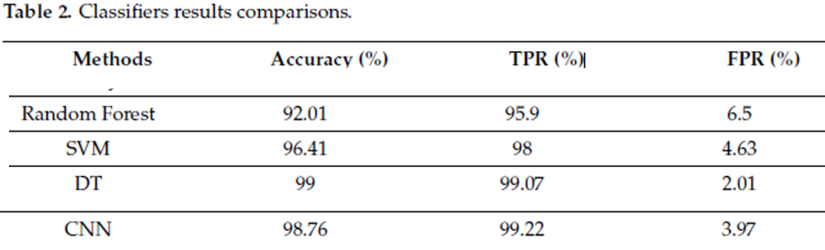 Table 2. Classifiers results comparisons.
Methods Accuracy (%) TPR (%) FPR (%)
Random Forest 92.01 95.9 6.5
SVM 96.41 98 4.63
DT 99 99.07 2.01
CNN 98.76 99.22 3.97